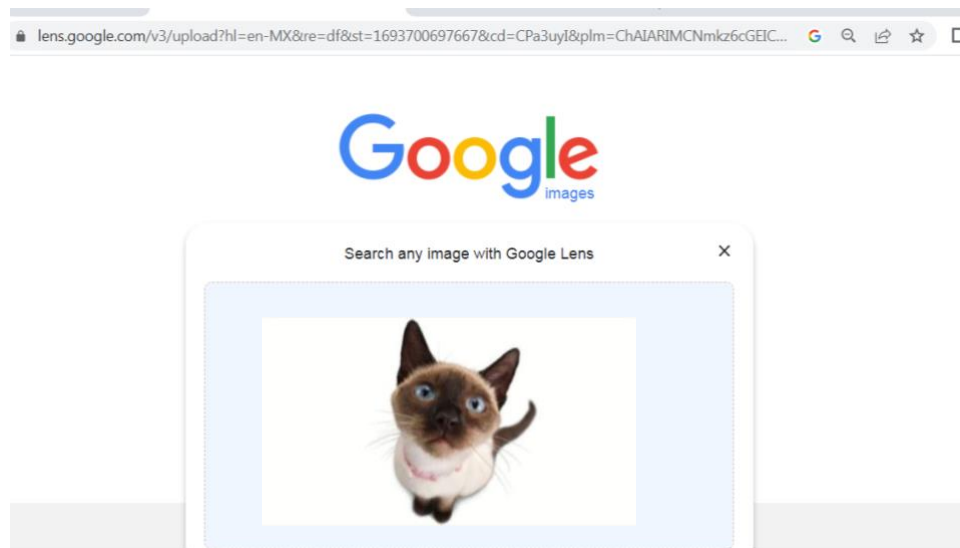 lens.google.com/v3/upload?hl=en-MX&re=df&st=1693700697667&cd=CPa3uyI&plm=ChAIARIMCNmkz6cGEIC...
Google
images
Search any image with Google Lens